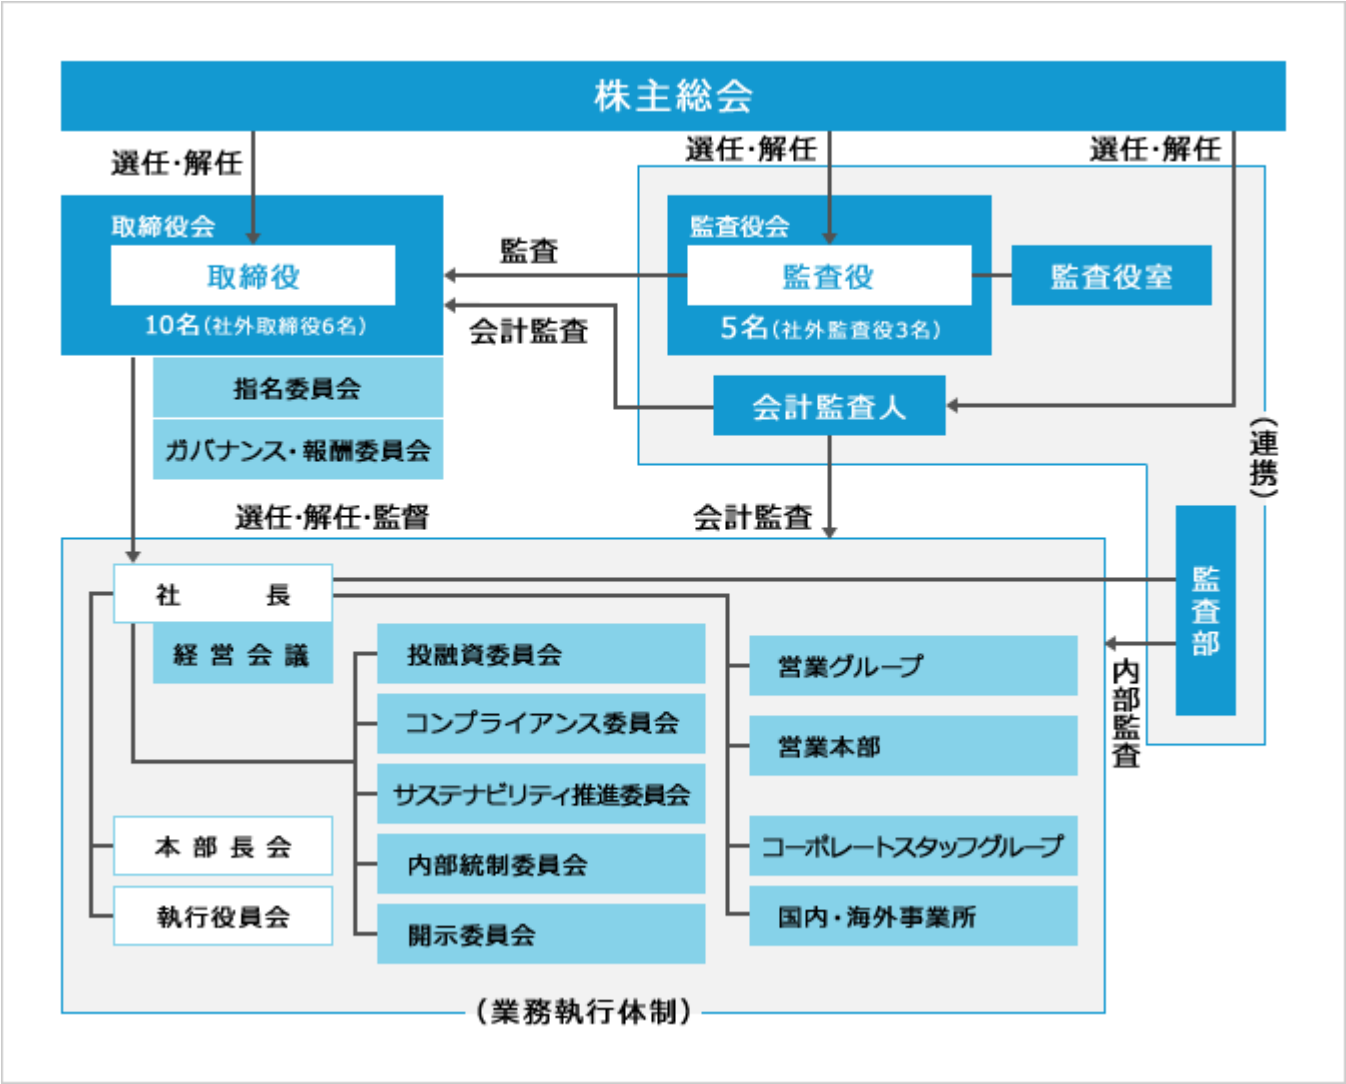 株主総会
選任・解任
選任・解任
選任・解任
取締役会
取締役
10名(社外取締役6名)
監査
会計監査
監査役会
監査役
5名(社外監査役3名)
監査役室
指名委員会
ガバナンス・報酬委員会
会計監査人
(連携)
選任・解任・監督
会計監査
社長
経営会議
本部長会
執行役員会
投融資委員会
コンプライアンス委員会
サステナビリティ推進委員会
内部統制委員会
開示委員会
営業グループ
営業本部
コーポレートスタッフグループ
国内・海外事業所
監査部
内部監査
(業務執行体制)